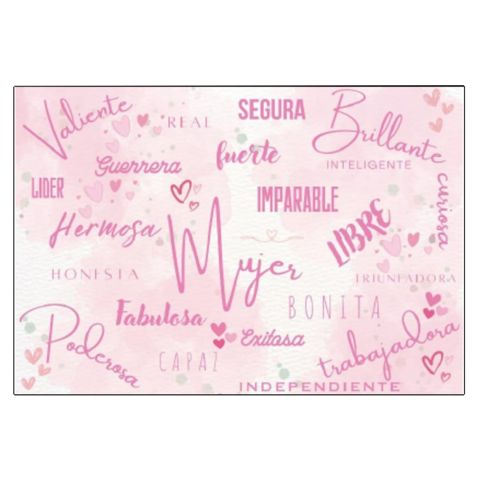 Valiente
REAL
SEGURA
Brillante
INTELIGENTE
Guerrera
fuerte
LIDER
IMPARABLE
curiosa
Hermosa
LIBRE
Mujer
HONESTA
TRIUNFADORA
BONITA
Fabulosa
Poderosa
Exitosa
trabajadora
CAPAZ
INDEPENDIENTE